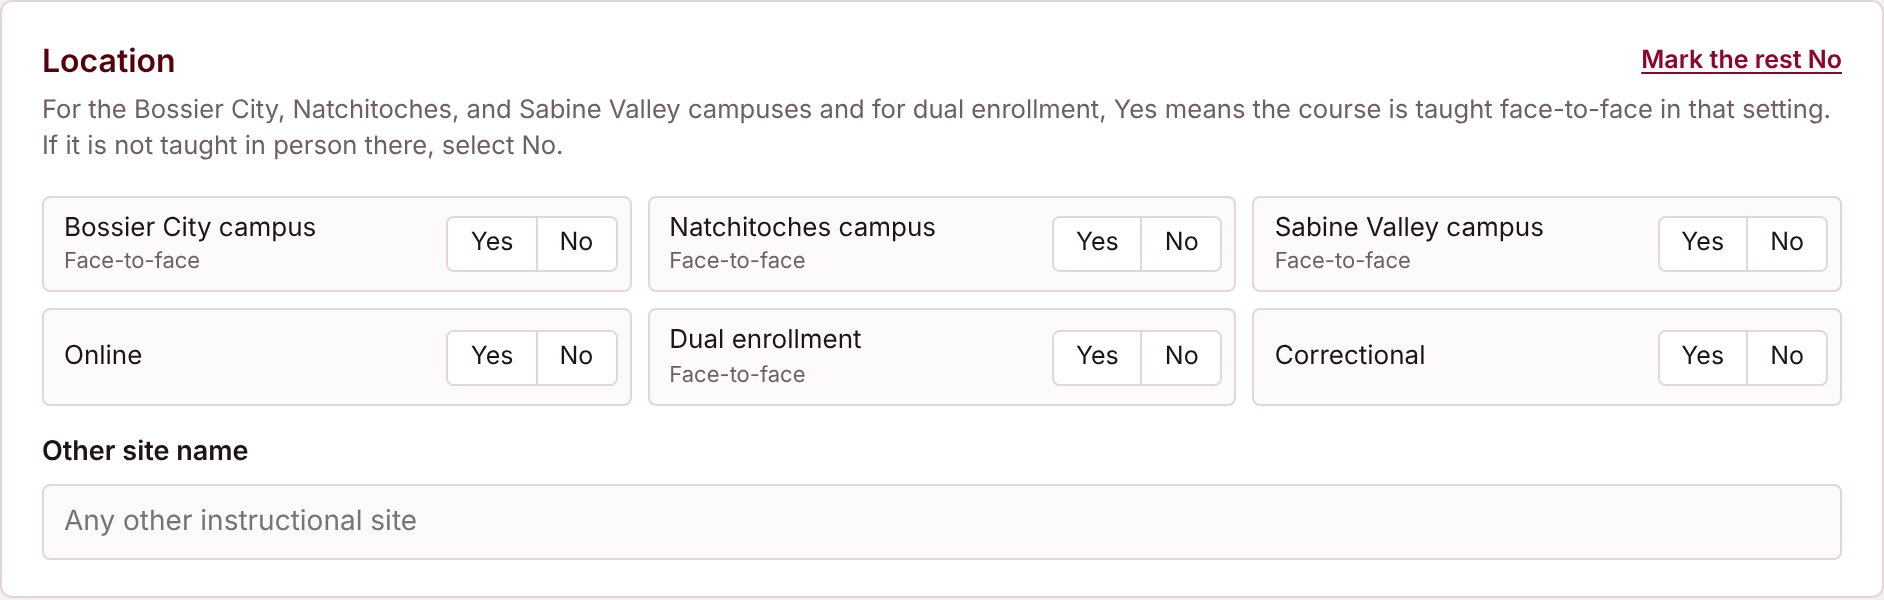 Location
Mark the rest No
For the Bossier City, Natchitoches, and Sabine Valley campuses and for dual enrollment, Yes means the course is taught face-to-face in that setting.
If it is not taught in person there, select No.
Bossier City campus
Face-to-face
Yes
No
Natchitoches campus
Face-to-face
Yes
No
Sabine Valley campus
Face-to-face
Yes
No
Online
Yes
No
Dual enrollment
Face-to-face
Yes
No
Correctional
Yes
No
Other site name
Any other instructional site